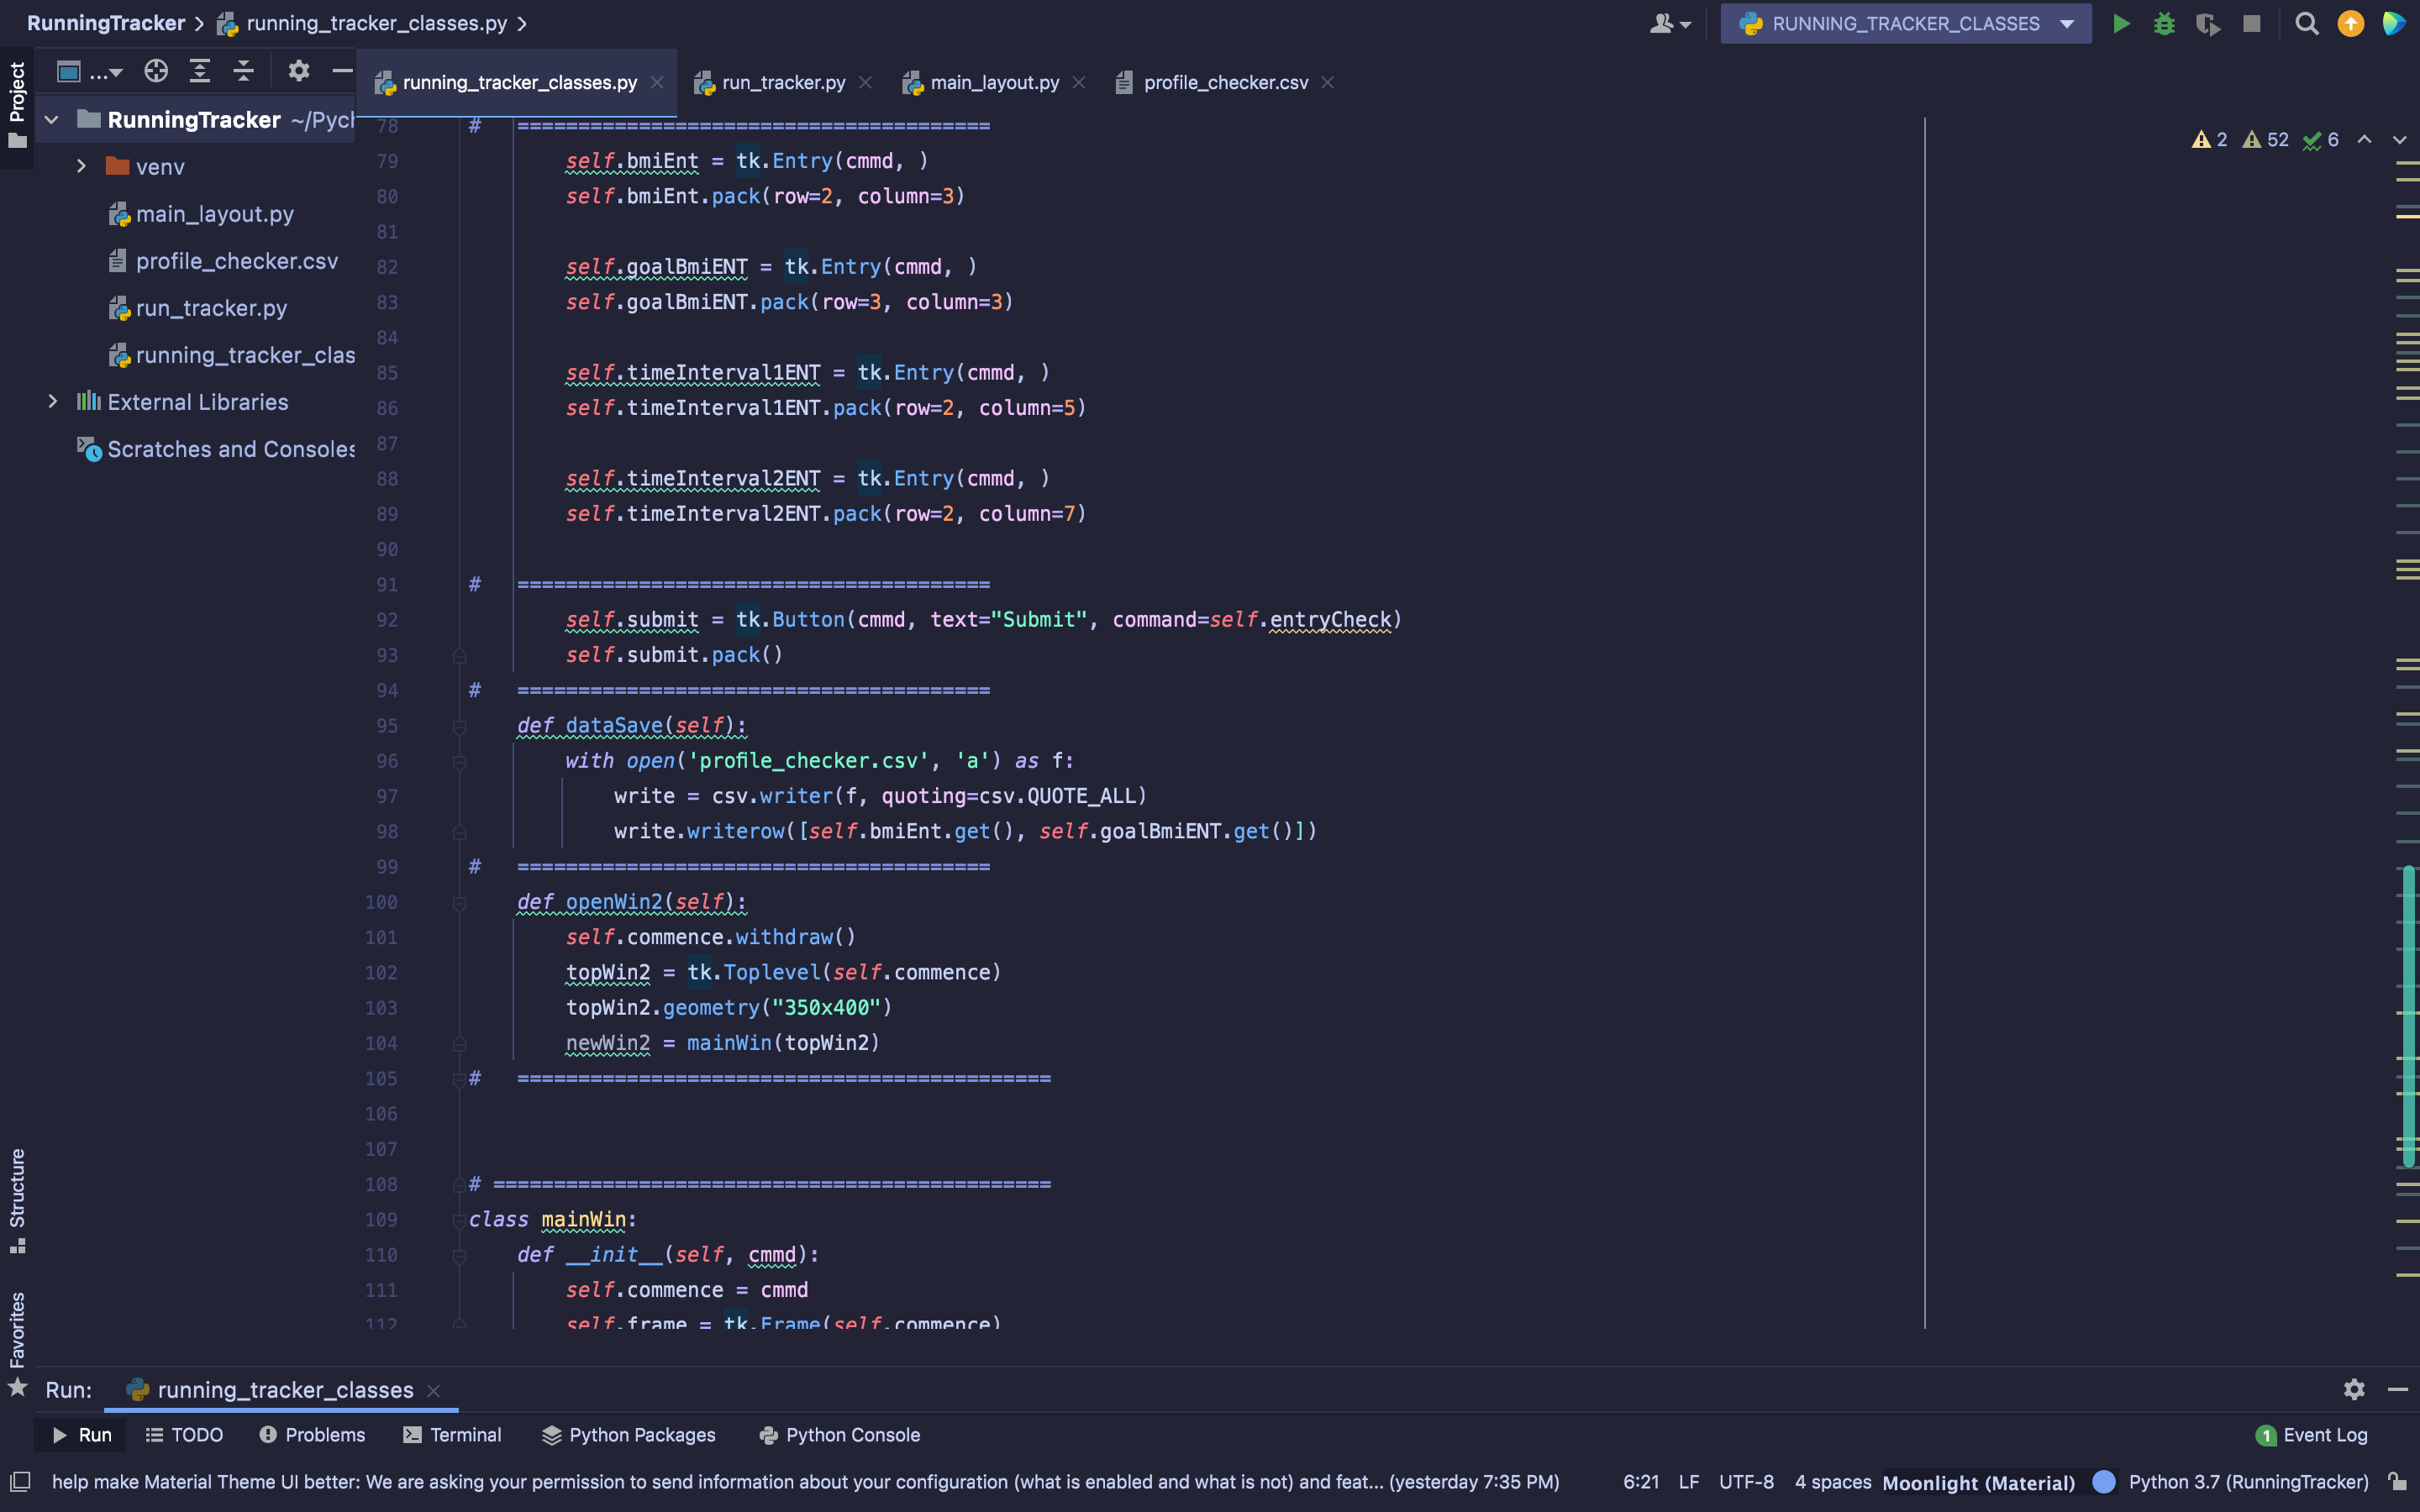 RunningTracker > running_tracker_classes.py >
RUNNING_TRACKER_CLASSES
Project
...
running_tracker_classes.py
run_tracker.py
main_layout.py
profile_checker.csv
RunningTracker ~/Pych
venv
main_layout.py
profile_checker.csv
run_tracker.py
running_tracker_clas
External Libraries
Scratches and Consoles
2 52 6
78 # =======================================
79 self.bmiEnt = tk.Entry(cmmd, )
80 self.bmiEnt.pack(row=2, column=3)
81
82 self.goalBmiENT = tk.Entry(cmmd, )
83 self.goalBmiENT.pack(row=3, column=3)
84
85 self.timeInterval1ENT = tk.Entry(cmmd, )
86 self.timeInterval1ENT.pack(row=2, column=5)
87
88 self.timeInterval2ENT = tk.Entry(cmmd, )
89 self.timeInterval2ENT.pack(row=2, column=7)
90
91 # =======================================
92 self.submit = tk.Button(cmmd, text="Submit", command=self.entryCheck)
93 self.submit.pack()
94 # =======================================
95 def dataSave(self):
96 with open('profile_checker.csv', 'a') as f:
97 write = csv.writer(f, quoting=csv.QUOTE_ALL)
98 write.writerow([self.bmiEnt.get(), self.goalBmiENT.get()])
99 # =======================================
100 def openWin2(self):
101 self.commence.withdraw()
102 topWin2 = tk.Toplevel(self.commence)
103 topWin2.geometry("350x400")
104 newWin2 = mainWin(topWin2)
105 # ============================================
106
107
108 # ==============================================
109 class mainWin:
110 def __init__(self, cmmd):
111 self.commence = cmmd
112 self.frame = tk.Frame(self.commence)
Structure
Favorites
Run: running_tracker_classes
Run TODO Problems Terminal Python Packages Python Console 1 Event Log
help make Material Theme UI better: We are asking your permission to send information about your configuration (what is enabled and what is not) and feat... (yesterday 7:35 PM) 6:21 LF UTF-8 4 spaces Moonlight (Material) Python 3.7 (RunningTracker)